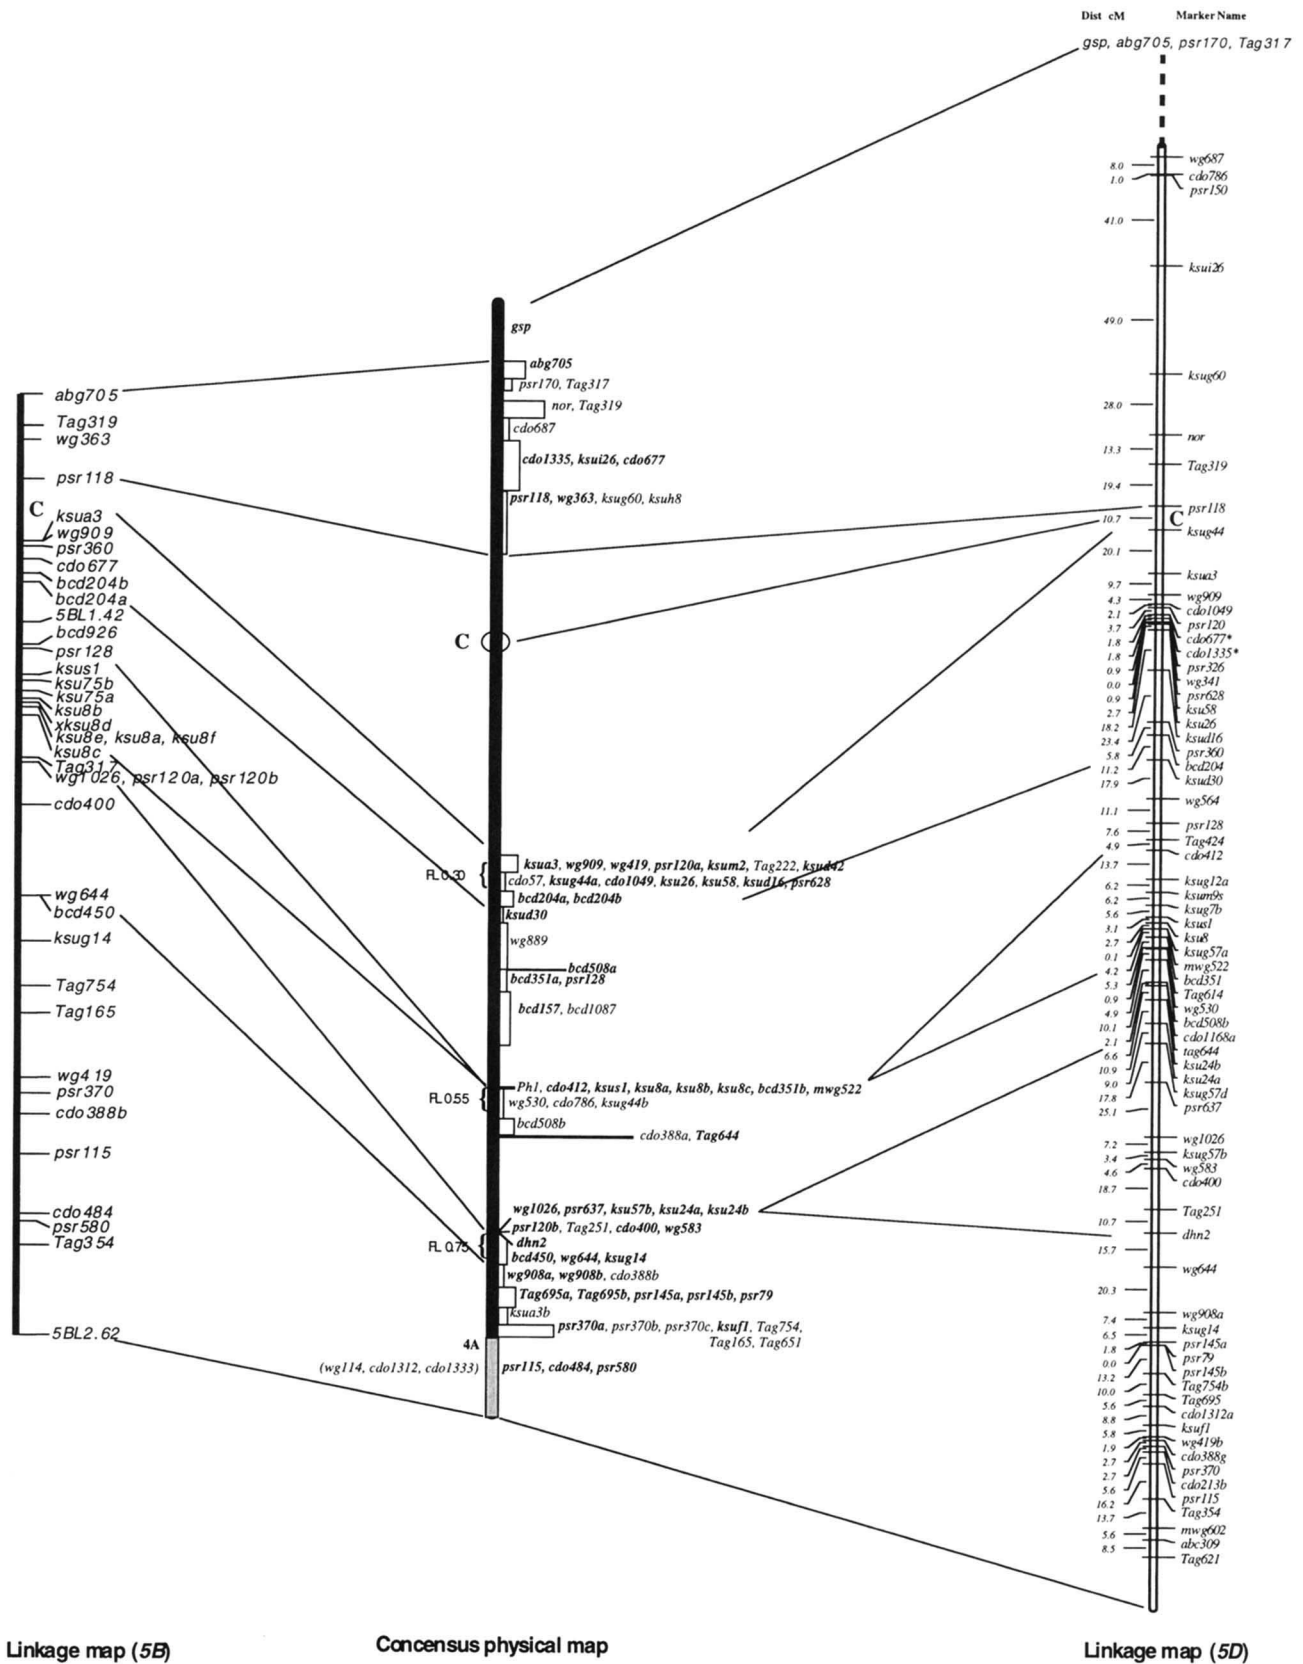 Dist cM Marker Name
gsp, abg705, psr170, Tag317
abg705
Tag319
wg363
psr118
C
ksua3
wg909
psr360
cdo677
bcd204b
bcd204a
5BL1.42
bcd926
psr128
ksus1
ksu75b
ksu75a
ksu8b
xksu8d
ksu8e, ksu8a, ksu8f
ksu8c
Tag317
wg1026, psr120a, psr120b
cdo400
wg644
bcd450
ksug14
Tag754
Tag165
wg419
psr370
cdo388b
psr115
cdo484
psr580
Tag354
5BL2.62
Linkage map (5B)
gsp
abg705
psr170, Tag317
nor, Tag319
cdo687
cdo1335, ksui26, cdo677
psr118, wg363, ksug60, ksuh8
C
FL0.30
ksua3, wg909, wg419, psr120a, ksum2, Tag222, ksud42
cdo57, ksug44a, cdo1049, ksu26, ksu58, ksud16, psr628
bcd204a, bcd204b
ksud30
wg889
bcd508a
bcd351a, psr128
bcd157, bcd1087
FL0.55
Ph1, cdo412, ksus1, ksu8a, ksu8b, ksu8c, bcd351b, mwg522
wg530, cdo786, ksug44b
bcd508b
cdo388a, Tag644
wg1026, psr637, ksu57b, ksu24a, ksu24b
psr120b, Tag251, cdo400, wg583
FL0.75
dhn2
bcd450, wg644, ksug14
wg908a, wg908b, cdo388b
Tag695a, Tag695b, psr145a, psr145b, psr79
ksua3b
psr370a, psr370b, psr370c, ksuf1, Tag754,
Tag165, Tag651
4A
(wg114, cdo1312, cdo1333) psr115, cdo484, psr580
Concensus physical map
wg687
8.0
cdo786
1.0
psr150
41.0
ksui26
49.0
ksug60
28.0
nor
13.3
Tag319
19.4
psr118
10.7
C
ksug44
20.1
ksua3
9.7
wg909
4.3
cdo1049
2.1
psr120
3.7
cdo677*
1.8
cdo1335*
1.8
psr326
0.9
wg341
0.0
psr628
0.9
ksu58
2.7
ksu26
18.2
ksud16
23.4
psr360
5.8
bcd204
11.2
ksud30
17.9
wg564
11.1
psr128
7.6
Tag424
4.9
cdo412
13.7
ksug12a
6.2
ksum9s
6.2
ksug7b
5.6
ksus1
3.1
ksu8
2.7
ksug57a
0.1
mwg522
4.2
bcd351
5.3
Tag614
0.9
wg530
4.9
bcd508b
10.1
cdo1168a
2.1
tag644
6.6
ksu24b
10.9
ksu24a
9.0
ksug57d
17.8
psr637
25.1
wg1026
7.2
ksug57b
3.4
wg583
4.6
cdo400
18.7
Tag251
10.7
dhn2
15.7
wg644
20.3
wg908a
7.4
ksug14
6.5
psr145a
1.8
psr79
0.0
psr145b
13.2
Tag754b
10.0
Tag695
5.6
cdo1312a
8.8
ksuf1
5.8
wg419b
1.9
cdo388g
2.7
psr370
2.7
cdo213b
5.6
psr115
16.2
Tag354
13.7
mwg602
5.6
abc309
8.5
Tag621
Linkage map (5D)